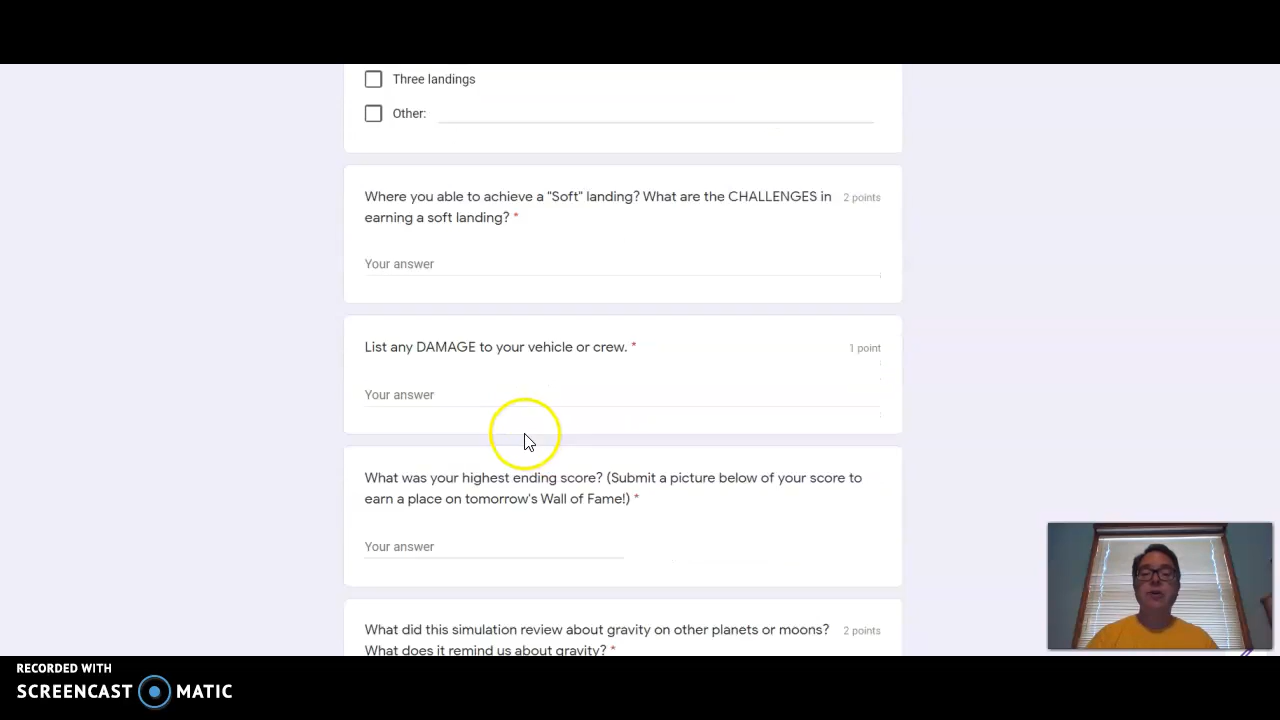 Three landings
Other:
Where you able to achieve a "Soft" landing? What are the CHALLENGES in 2 points
earning a soft landing? *
Your answer
List any DAMAGE to your vehicle or crew. * 1 point
Your answer
What was your highest ending score? (Submit a picture below of your score to
earn a place on tomorrow's Wall of Fame!) *
Your answer
What did this simulation review about gravity on other planets or moons? 2 points
What does it remind us about gravity? *
RECORDED WITH
SCREENCAST MATIC